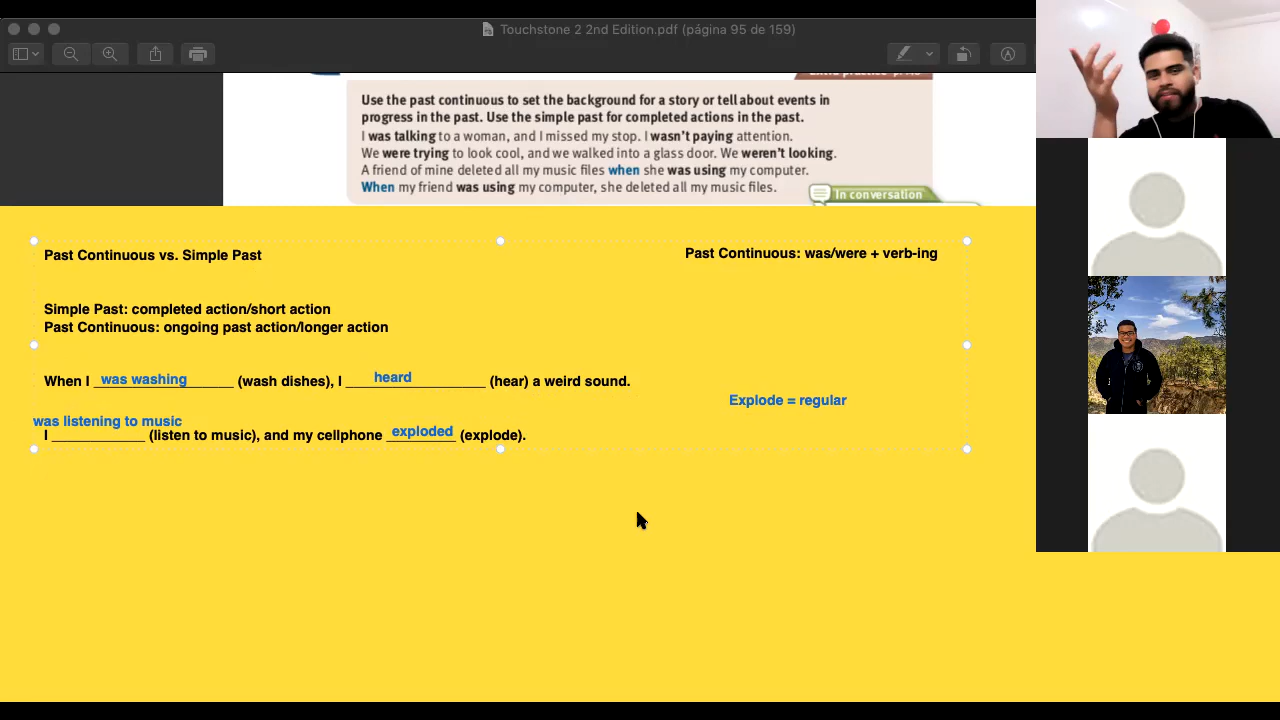 Touchstone 2 2nd Edition.pdf (página 95 de 159)
Use the past continuous to set the background for a story or tell about events in
progress in the past. Use the simple past for completed actions in the past.
I was talking to a woman, and I missed my stop. I wasn't paying attention.
We were trying to look cool, and we walked into a glass door. We weren't looking.
A friend of mine deleted all my music files when she was using my computer.
When my friend was using my computer, she deleted all my music files.
In conversation
Past Continuous vs. Simple Past
Past Continuous: was/were + verb-ing
Simple Past: completed action/short action
Past Continuous: ongoing past action/longer action
When I was washing (wash dishes), I heard (hear) a weird sound.
Explode = regular
was listening to music
I ____________ (listen to music), and my cellphone exploded (explode).